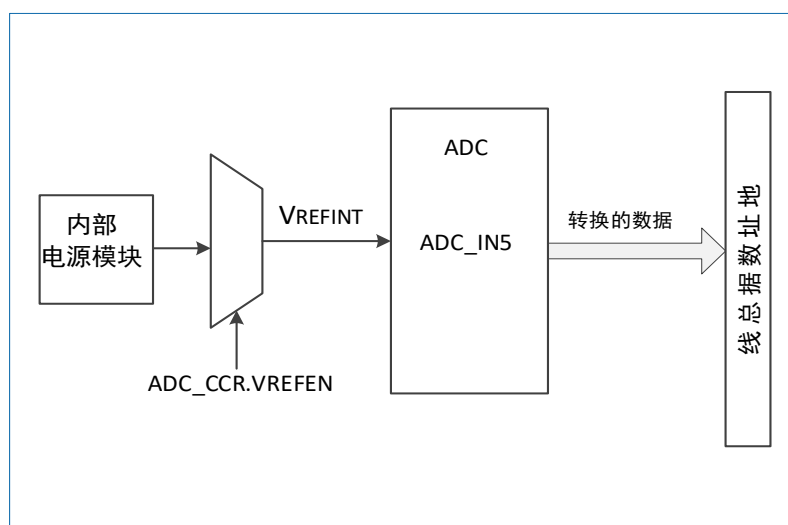 内部
电源模块
VREFINT
ADC_CCR.VREFEN
ADC
ADC_IN5
转换的数据
线总据数址地